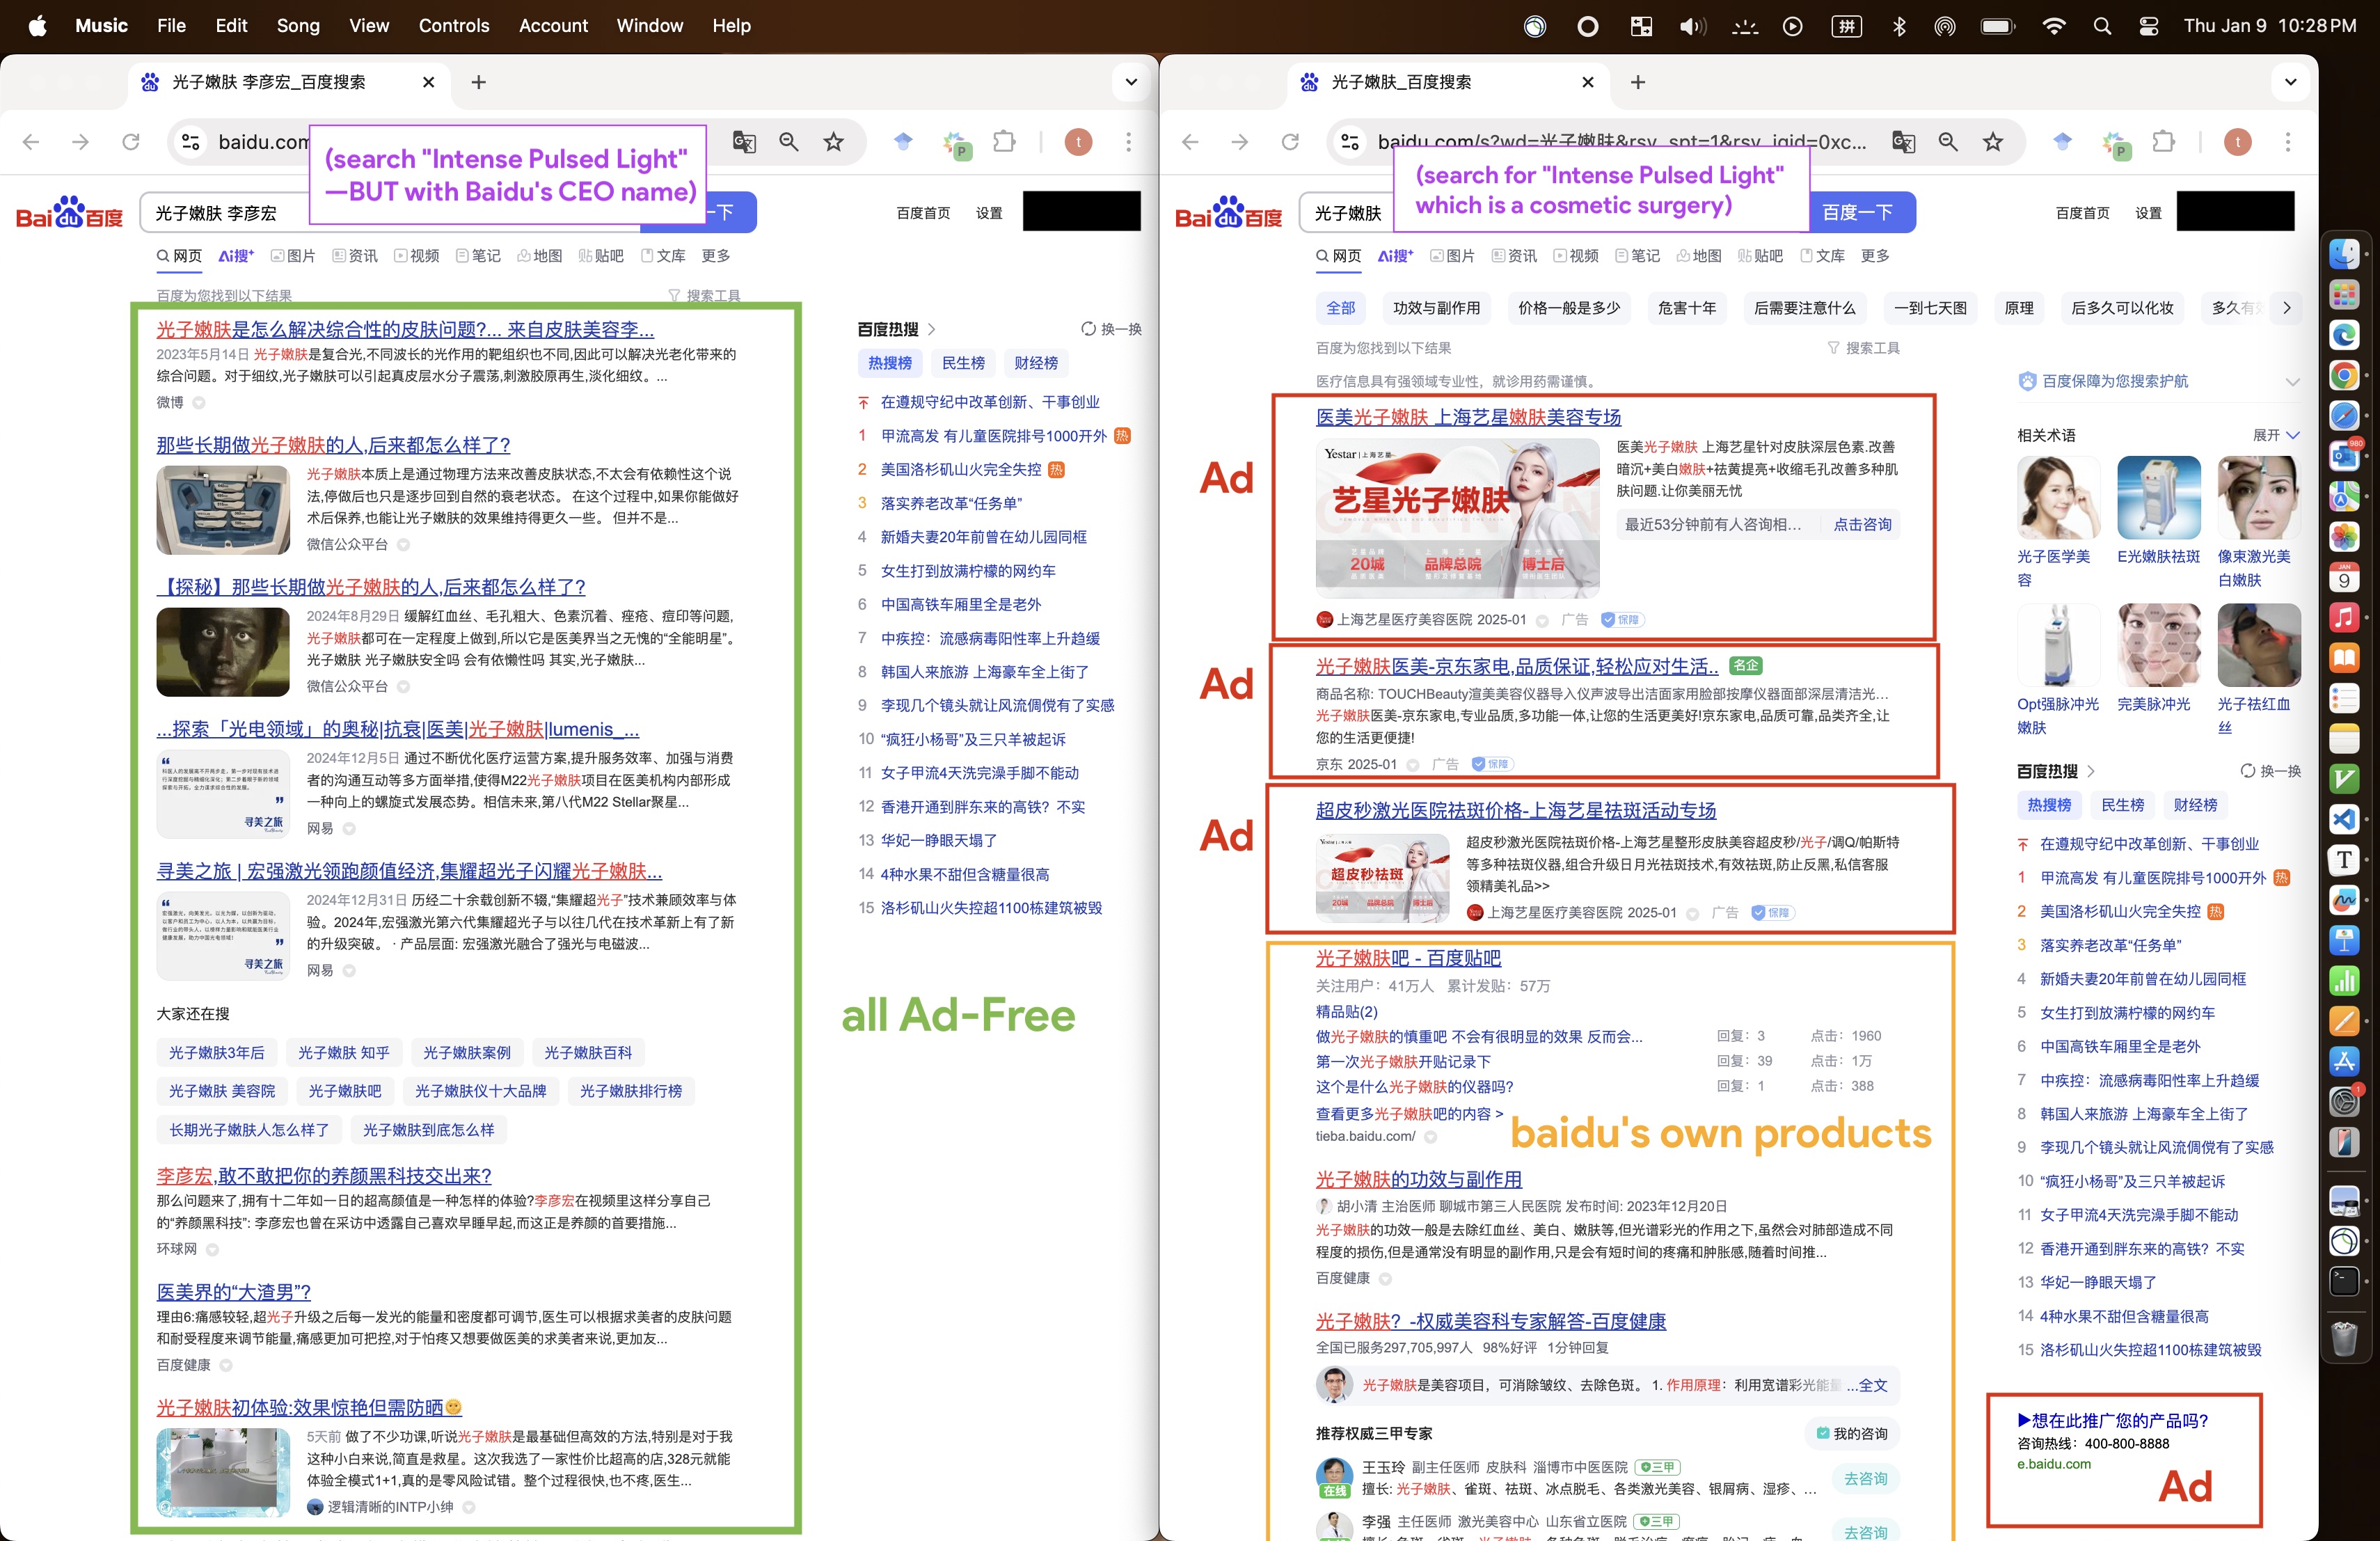 Music File Edit Song View Controls Account Window Help
拼 Thu Jan 9 10:28 PM
光子嫩肤 李彦宏_百度搜索
baidu.com
(search "Intense Pulsed Light"
—BUT with Baidu's CEO name)
P
t
Bai du 百度
光子嫩肤 李彦宏
一下
百度首页 设置
网页 Ai搜+ 图片 资讯 视频 笔记 地图 贴吧 文库 更多
百度为您找到以下结果 搜索工具
光子嫩肤是怎么解决综合性的皮肤问题?... 来自皮肤美容李...
2023年5月14日 光子嫩肤是复合光,不同波长的光作用的靶组织也不同,因此可以解决光老化带来的
综合问题。对于细纹,光子嫩肤可以引起真皮层水分子震荡,刺激胶原再生,淡化细纹。...
微博
那些长期做光子嫩肤的人,后来都怎么样了?
光子嫩肤本质上是通过物理方法来改善皮肤状态,不太会有依赖性这个说
法,停做后也只是逐步回到自然的衰老状态。 在这个过程中,如果你能做好
术后保养,也能让光子嫩肤的效果维持得更久一些。 但并不是...
微信公众平台
【探秘】那些长期做光子嫩肤的人,后来都怎么样了?
2024年8月29日 缓解红血丝、毛孔粗大、色素沉着、痤疮、痘印等问题,
光子嫩肤都可在一定程度上做到,所以它是医美界当之无愧的“全能明星”。
光子嫩肤 光子嫩肤安全吗 会有依懒性吗 其实,光子嫩肤...
微信公众平台
...探索「光电领域」的奥秘|抗衰|医美|光子嫩肤|lumenis_...
2024年12月5日 通过不断优化医疗运营方案,提升服务效率、加强与消费
者的沟通互动等多方面举措,使得M22光子嫩肤项目在医美机构内部形成
一种向上的螺旋式发展态势。相信未来,第八代M22 Stellar聚星...
寻美之旅
网易
寻美之旅 | 宏强激光领跑颜值经济,集耀超光子闪耀光子嫩肤...
2024年12月31日 历经二十余载创新不辍,“集耀超光子”技术兼顾效率与体
验。2024年,宏强激光第六代集耀超光子与以往几代在技术革新上有了新
的升级突破。 · 产品层面: 宏强激光融合了强光与电磁波...
寻美之旅
网易
大家还在搜
光子嫩肤3年后 光子嫩肤 知乎 光子嫩肤案例 光子嫩肤百科
光子嫩肤 美容院 光子嫩肤吧 光子嫩肤仪十大品牌 光子嫩肤排行榜
长期光子嫩肤人怎么样了 光子嫩肤到底怎么样
李彦宏,敢不敢把你的养颜黑科技交出来?
那么问题来了,拥有十二年如一日的超高颜值是一种怎样的体验?李彦宏在视频里这样分享自己
的“养颜黑科技”: 李彦宏也曾在采访中透露自己喜欢早睡早起,而这正是养颜的首要措施...
环球网
医美界的“大渣男”?
理由6:痛感较轻,超光子升级之后每一发光的能量和密度都可调节,医生可以根据求美者的皮肤问题
和耐受程度来调节能量,痛感更加可把控,对于怕疼又想要做医美的求美者来说,更加友...
百度健康
光子嫩肤初体验:效果惊艳但需防晒
5天前 做了不少功课,听说光子嫩肤是最基础但高效的方法,特别是对于我
这种小白来说,简直是救星。这次我选了一家性价比超高的店,328元就能
体验全模式1+1,真的是零风险试错。整个过程很快,也不疼,医生...
逻辑清晰的INTP小绅
百度热搜 换一换
热搜榜 民生榜 财经榜
在遵规守纪中改革创新、干事创业
1 甲流高发 有儿童医院排号1000开外 热
2 美国洛杉矶山火完全失控 热
3 落实养老改革“任务单”
4 新婚夫妻20年前曾在幼儿园同框
5 女生打到放满柠檬的网约车
6 中国高铁车厢里全是老外
7 中疾控：流感病毒阳性率上升趋缓
8 韩国人来旅游 上海豪车全上街了
9 李现几个镜头就让风流倜傥有了实感
10 “疯狂小杨哥”及三只羊被起诉
11 女子甲流4天洗完澡手脚不能动
12 香港开通到胖东来的高铁？不实
13 华妃一睁眼天塌了
14 4种水果不甜但含糖量很高
15 洛杉矶山火失控超1100栋建筑被毁
all Ad-Free
光子嫩肤_百度搜索
baidu.com/s?wd=光子嫩肤&rsv_spt=1&rsv_iqid=0xc...
(search for "Intense Pulsed Light"
which is a cosmetic surgery)
P
t
Bai du 百度
光子嫩肤
百度一下
百度首页 设置
网页 Ai搜+ 图片 资讯 视频 笔记 地图 贴吧 文库 更多
全部 功效与副作用 价格一般是多少 危害十年 后需要注意什么 一到七天图 原理 后多久可以化妆 多久有
百度为您找到以下结果 搜索工具
医疗信息具有强领域专业性，就诊用药需谨慎。
Ad
医美光子嫩肤 上海艺星嫩肤美容专场
Yestar | 上海艺星
艺星光子嫩肤
20城 品牌总院 博士后
医美光子嫩肤 上海艺星针对皮肤深层色素.改善
暗沉+美白嫩肤+祛黄提亮+收缩毛孔改善多种肌
肤问题.让你美丽无忧
最近53分钟前有人咨询相... 点击咨询
上海艺星医疗美容医院 2025-01 广告 保障
Ad
光子嫩肤医美-京东家电,品质保证,轻松应对生活.. 名企
商品名称: TOUCHBeauty渲美美容仪器导入仪声波导出洁面家用脸部按摩仪器面部深层清洁光...
光子嫩肤医美-京东家电,专业品质,多功能一体,让您的生活更美好!京东家电,品质可靠,品类齐全,让
您的生活更便捷!
京东 2025-01 广告 保障
Ad
超皮秒激光医院祛斑价格-上海艺星祛斑活动专场
超皮秒祛斑
20城 品牌总院 博士后
超皮秒激光医院祛斑价格-上海艺星整形皮肤美容超皮秒/光子/调Q/帕斯特
等多种祛斑仪器,组合升级日月光祛斑技术,有效祛斑,防止反黑,私信客服
领精美礼品>>
上海艺星医疗美容医院 2025-01 广告 保障
光子嫩肤吧 - 百度贴吧
关注用户：41万人 累计发贴：57万
精品贴(2)
做光子嫩肤的慎重吧 不会有很明显的效果 反而会... 回复：3 点击：1960
第一次光子嫩肤开贴记录下 回复：39 点击：1万
这个是什么光子嫩肤的仪器吗? 回复：1 点击：388
查看更多光子嫩肤吧的内容 >
tieba.baidu.com/
baidu's own products
光子嫩肤的功效与副作用
胡小清 主治医师 聊城市第三人民医院 发布时间: 2023年12月20日
光子嫩肤的功效一般是去除红血丝、美白、嫩肤等,但光谱彩光的作用之下,虽然会对肺部造成不同
程度的损伤,但是通常没有明显的副作用,只是会有短时间的疼痛和肿胀感,随着时间推...
百度健康
光子嫩肤？-权威美容科专家解答-百度健康
全国已服务297,705,997人 98%好评 1分钟回复
光子嫩肤是美容项目，可消除皱纹、去除色斑。 1. 作用原理：利用宽谱彩光能量 ...全文
推荐权威三甲专家 我的咨询
王玉玲 副主任医师 皮肤科 淄博市中医医院 三甲
在线 擅长: 光子嫩肤、雀斑、祛斑、冰点脱毛、各类激光美容、银屑病、湿疹、... 去咨询
李强 主任医师 激光美容中心 山东省立医院 三甲
去咨询
百度保障为您搜索护航
相关术语 展开
光子医学美容 E光嫩肤祛斑 像束激光美白嫩肤
Opt强脉冲光嫩肤 完美脉冲光 光子祛红血丝
百度热搜 换一换
热搜榜 民生榜 财经榜
在遵规守纪中改革创新、干事创业
1 甲流高发 有儿童医院排号1000开外 热
2 美国洛杉矶山火完全失控 热
3 落实养老改革“任务单”
4 新婚夫妻20年前曾在幼儿园同框
5 女生打到放满柠檬的网约车
6 中国高铁车厢里全是老外
7 中疾控：流感病毒阳性率上升趋缓
8 韩国人来旅游 上海豪车全上街了
9 李现几个镜头就让风流倜傥有了实感
10 “疯狂小杨哥”及三只羊被起诉
11 女子甲流4天洗完澡手脚不能动
12 香港开通到胖东来的高铁？不实
13 华妃一睁眼天塌了
14 4种水果不甜但含糖量很高
15 洛杉矶山火失控超1100栋建筑被毁
▶想在此推广您的产品吗?
咨询热线：400-800-8888
e.baidu.com
Ad
980
JAN
9
T
1